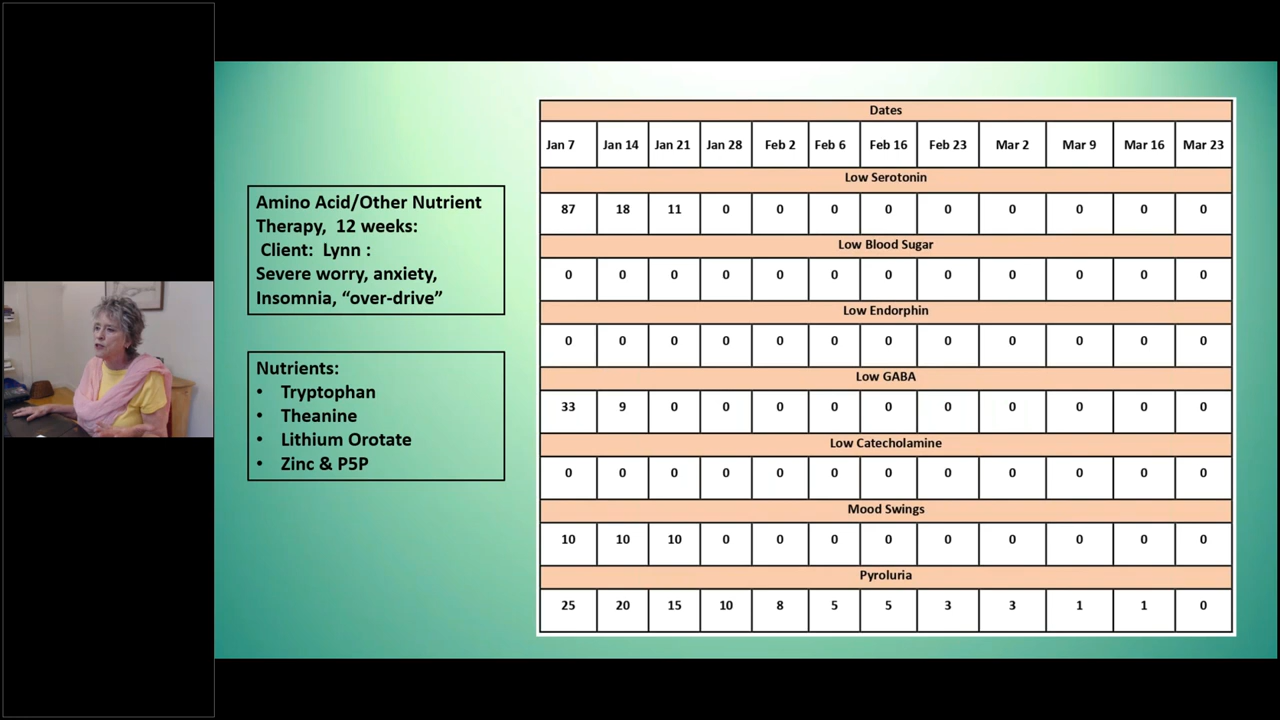 Amino Acid/Other Nutrient
Therapy, 12 weeks:
Client: Lynn :
Severe worry, anxiety,
Insomnia, “over-drive”
Nutrients:
• Tryptophan
• Theanine
• Lithium Orotate
• Zinc & P5P
Dates
Jan 7 Jan 14 Jan 21 Jan 28 Feb 2 Feb 6 Feb 16 Feb 23 Mar 2 Mar 9 Mar 16 Mar 23
Low Serotonin
87 18 11 0 0 0 0 0 0 0 0 0
Low Blood Sugar
0 0 0 0 0 0 0 0 0 0 0 0
Low Endorphin
0 0 0 0 0 0 0 0 0 0 0 0
Low GABA
33 9 0 0 0 0 0 0 0 0 0 0
Low Catecholamine
0 0 0 0 0 0 0 0 0 0 0 0
Mood Swings
10 10 10 0 0 0 0 0 0 0 0 0
Pyroluria
25 20 15 10 8 5 5 3 3 1 1 0